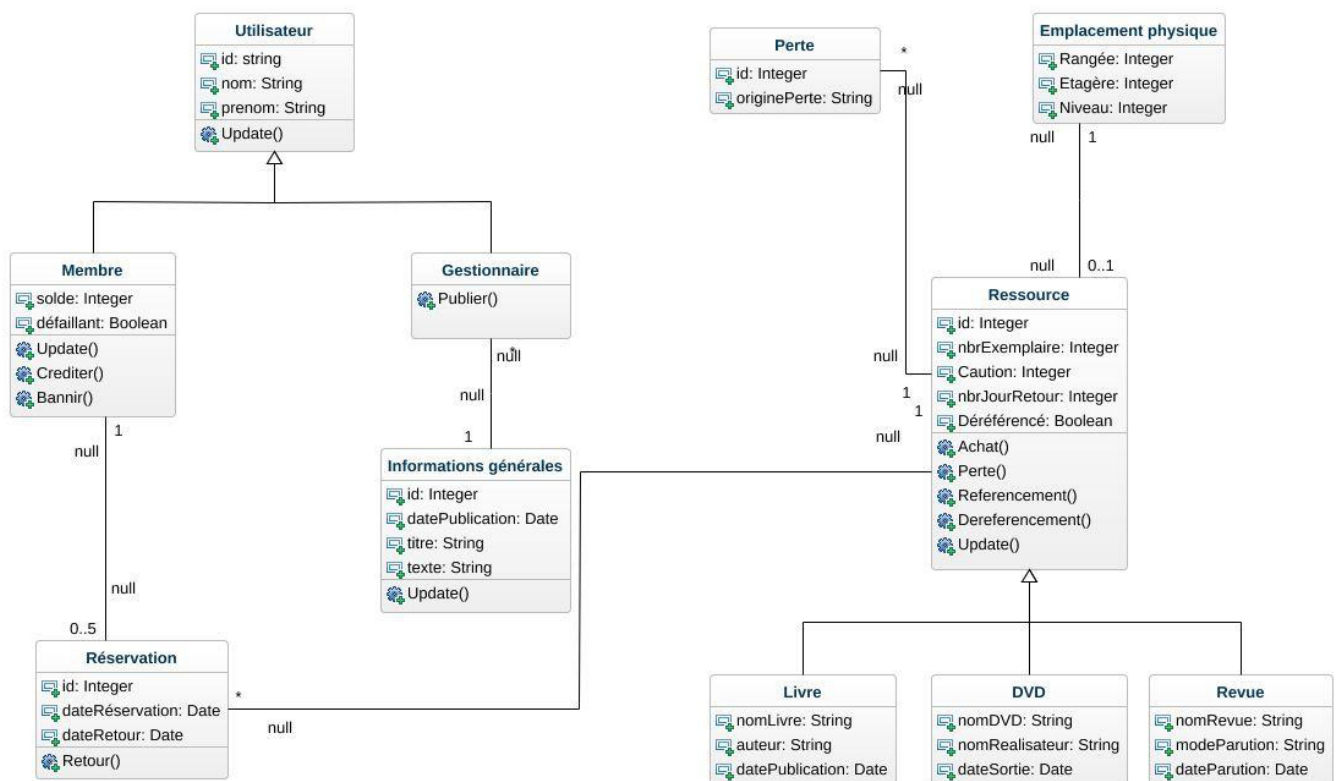 Utilisateur
id: string
nom: String
prenom: String
Update()
Perte
id: Integer
originePerte: String
*
null
Emplacement physique
Rangée: Integer
Etagère: Integer
Niveau: Integer
null
1
null
0..1
Membre
solde: Integer
défaillant: Boolean
Update()
Crediter()
Bannir()
1
null
Gestionnaire
Publier()
*
null
null
1
Informations générales
id: Integer
datePublication: Date
titre: String
texte: String
Update()
null
1
1
null
Ressource
id: Integer
nbrExemplaire: Integer
Caution: Integer
nbrJourRetour: Integer
Déréférencé: Boolean
Achat()
Perte()
Referencement()
Dereferencement()
Update()
null
0..5
Réservation
id: Integer
dateRéservation: Date
dateRetour: Date
Retour()
*
null
Livre
nomLivre: String
auteur: String
datePublication: Date
DVD
nomDVD: String
nomRealisateur: String
dateSortie: Date
Revue
nomRevue: String
modeParution: String
dateParution: Date